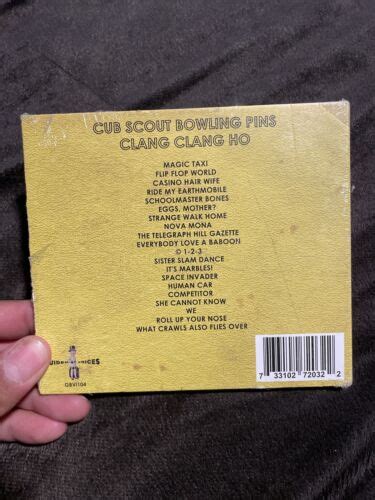 CUB SCOUT BOWLING PINS
CLANG CLANG HO
MAGIC TAXI
FLIP FLOP WORLD
CASINO HAIR WIFE
RIDE MY EARTHMOBILE
SCHOOLMASTER BONES
EGGS, MOTHER?
STRANGE WALK HOME
NOVA MONA
THE TELEGRAPH HILL GAZETTE
EVERYBODY LOVE A BABOON
© 1-2-3
SISTER SLAM DANCE
IT'S MARBLES!
SPACE INVADER
HUMAN CAR
COMPETITOR
SHE CANNOT KNOW
WE
ROLL UP YOUR NOSE
WHAT CRAWLS ALSO FLIES OVER
GBVI104
7 33102 72032 2